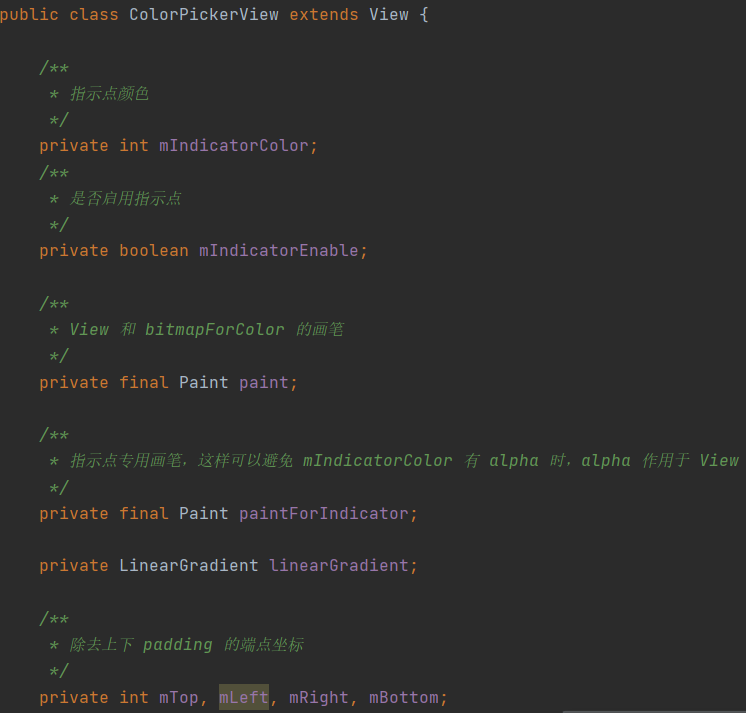 public class ColorPickerView extends View {
/**
* 指示点颜色
*/
private int mIndicatorColor;
/**
* 是否启用指示点
*/
private boolean mIndicatorEnable;
/**
* View 和 bitmapForColor 的画笔
*/
private final Paint paint;
/**
* 指示点专用画笔，这样可以避免 mIndicatorColor 有 alpha 时，alpha 作用于 View
*/
private final Paint paintForIndicator;
private LinearGradient linearGradient;
/**
* 除去上下 padding 的端点坐标
*/
private int mTop, mLeft, mRight, mBottom;